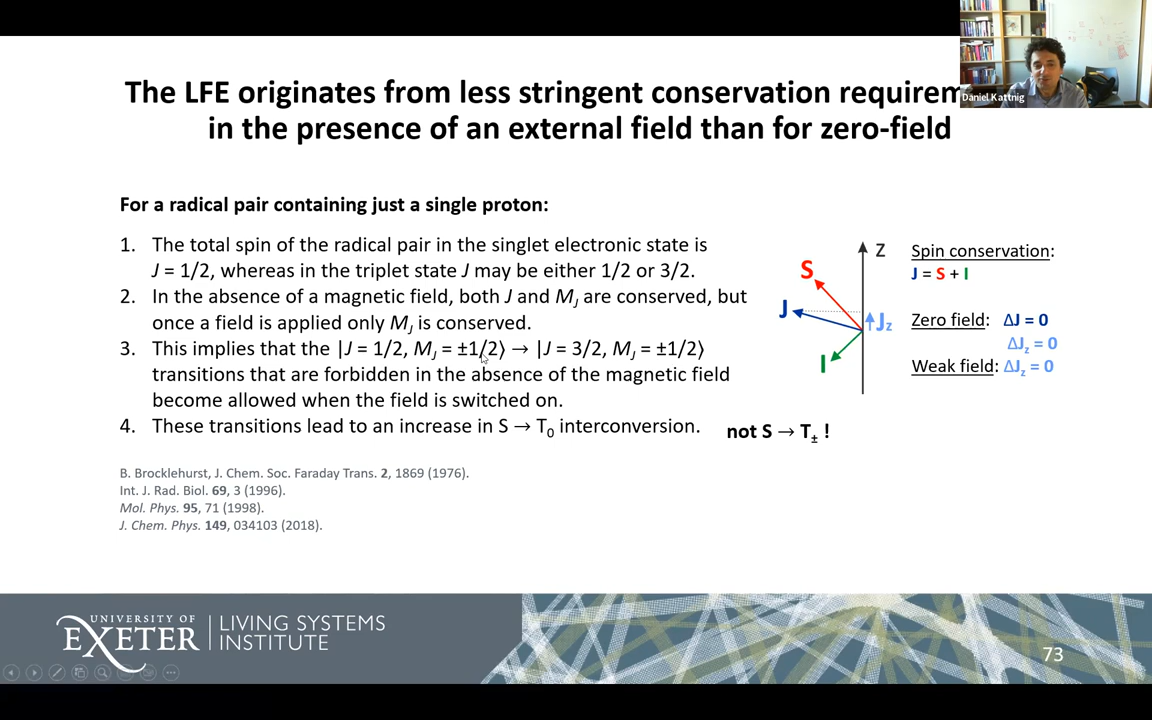 The LFE originates from less stringent conservation requirem
in the presence of an external field than for zero-field
Daniel Kattnig
For a radical pair containing just a single proton:
1. The total spin of the radical pair in the singlet electronic state is
J = 1/2, whereas in the triplet state J may be either 1/2 or 3/2.
2. In the absence of a magnetic field, both J and M_J are conserved, but
once a field is applied only M_J is conserved.
3. This implies that the |J = 1/2, M_J = ±1/2⟩ → |J = 3/2, M_J = ±1/2⟩
transitions that are forbidden in the absence of the magnetic field
become allowed when the field is switched on.
4. These transitions lead to an increase in S → T₀ interconversion.
not S → T± !
Z
S
J
J_z
I
Spin conservation:
J = S + I
Zero field: ΔJ = 0
ΔJ_z = 0
Weak field: ΔJ_z = 0
B. Brocklehurst, J. Chem. Soc. Faraday Trans. 2, 1869 (1976).
Int. J. Rad. Biol. 69, 3 (1996).
Mol. Phys. 95, 71 (1998).
J. Chem. Phys. 149, 034103 (2018).
UNIVERSITY OF
EXETER
LIVING SYSTEMS
INSTITUTE
73